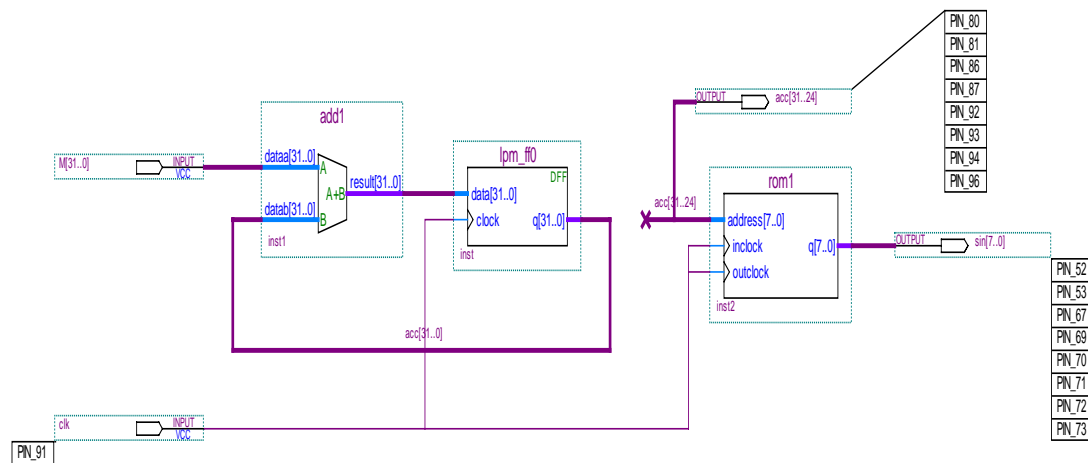 PIN_80
PIN_81
PIN_86
PIN_87
PIN_92
PIN_93
PIN_94
PIN_96
OUTPUT
acc[31..24]
add1
M[31..0]
INPUT
VCC
dataa[31..0]
A
A+B
result[31..0]
datab[31..0]
B
inst1
lpm_ff0
DFF
data[31..0]
clock
q[31..0]
inst
acc[31..0]
acc[31..24]
rom1
address[7..0]
inclock
q[7..0]
outclock
inst2
OUTPUT
sin[7..0]
PIN_52
PIN_53
PIN_67
PIN_69
PIN_70
PIN_71
PIN_72
PIN_73
clk
INPUT
VCC
PIN_91